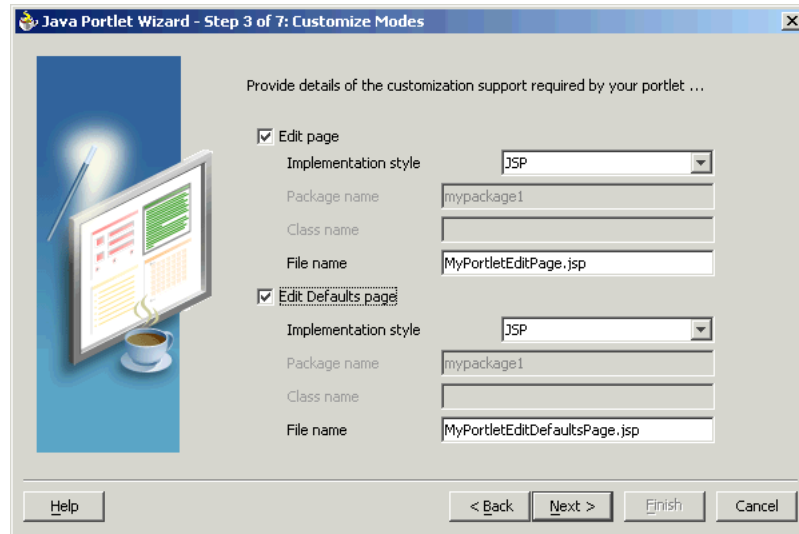 Java Portlet Wizard - Step 3 of 7: Customize Modes
Provide details of the customization support required by your portlet ...
Edit page
Implementation style JSP
Package name mypackage1
Class name
File name MyPortletEditPage.jsp
Edit Defaults page
Implementation style JSP
Package name mypackage1
Class name
File name MyPortletEditDefaultsPage.jsp
Help < Back Next > Finish Cancel